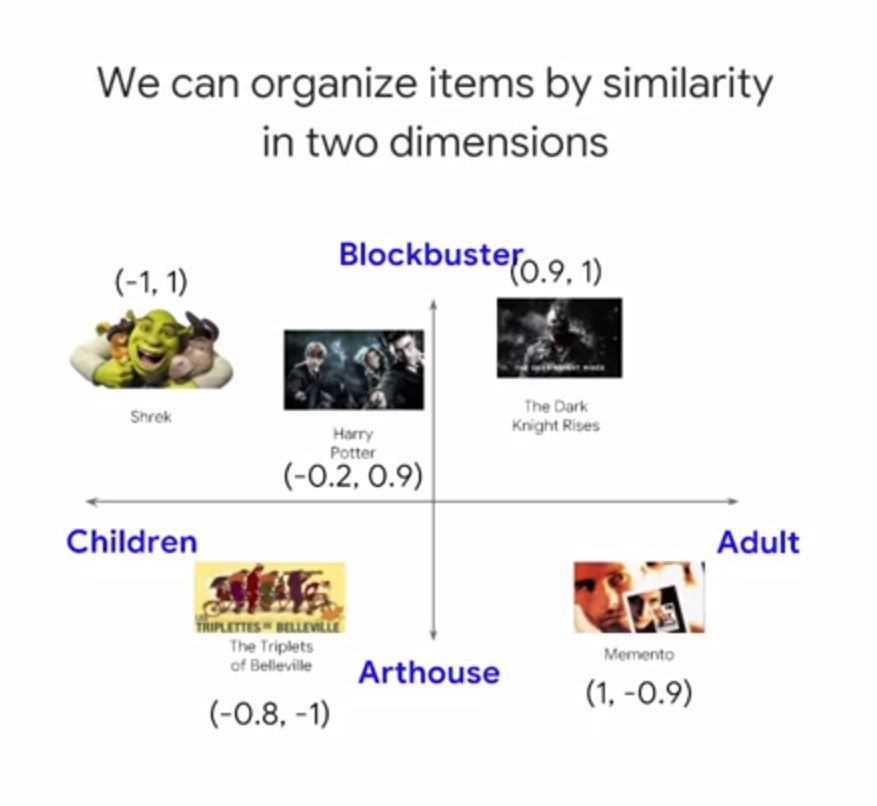 We can organize items by similarity
in two dimensions
Blockbuster
(-1, 1)
(0.9, 1)
THE DARK KNIGHT RISES
Shrek
Harry
Potter
(-0.2, 0.9)
The Dark
Knight Rises
Children
Adult
LES
TRIPLETTES DE BELLEVILLE
The Triplets
of Belleville
(-0.8, -1)
Arthouse
Memento
(1, -0.9)